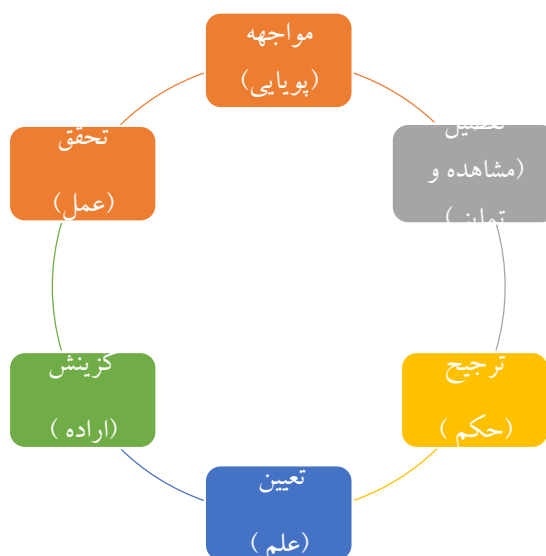 مواجهه
(پویایی)
(مشاهده و
ترجیح
(حکم )
تعیین
(علم )
گزینش
(اراده )
تحقق
(عمل)